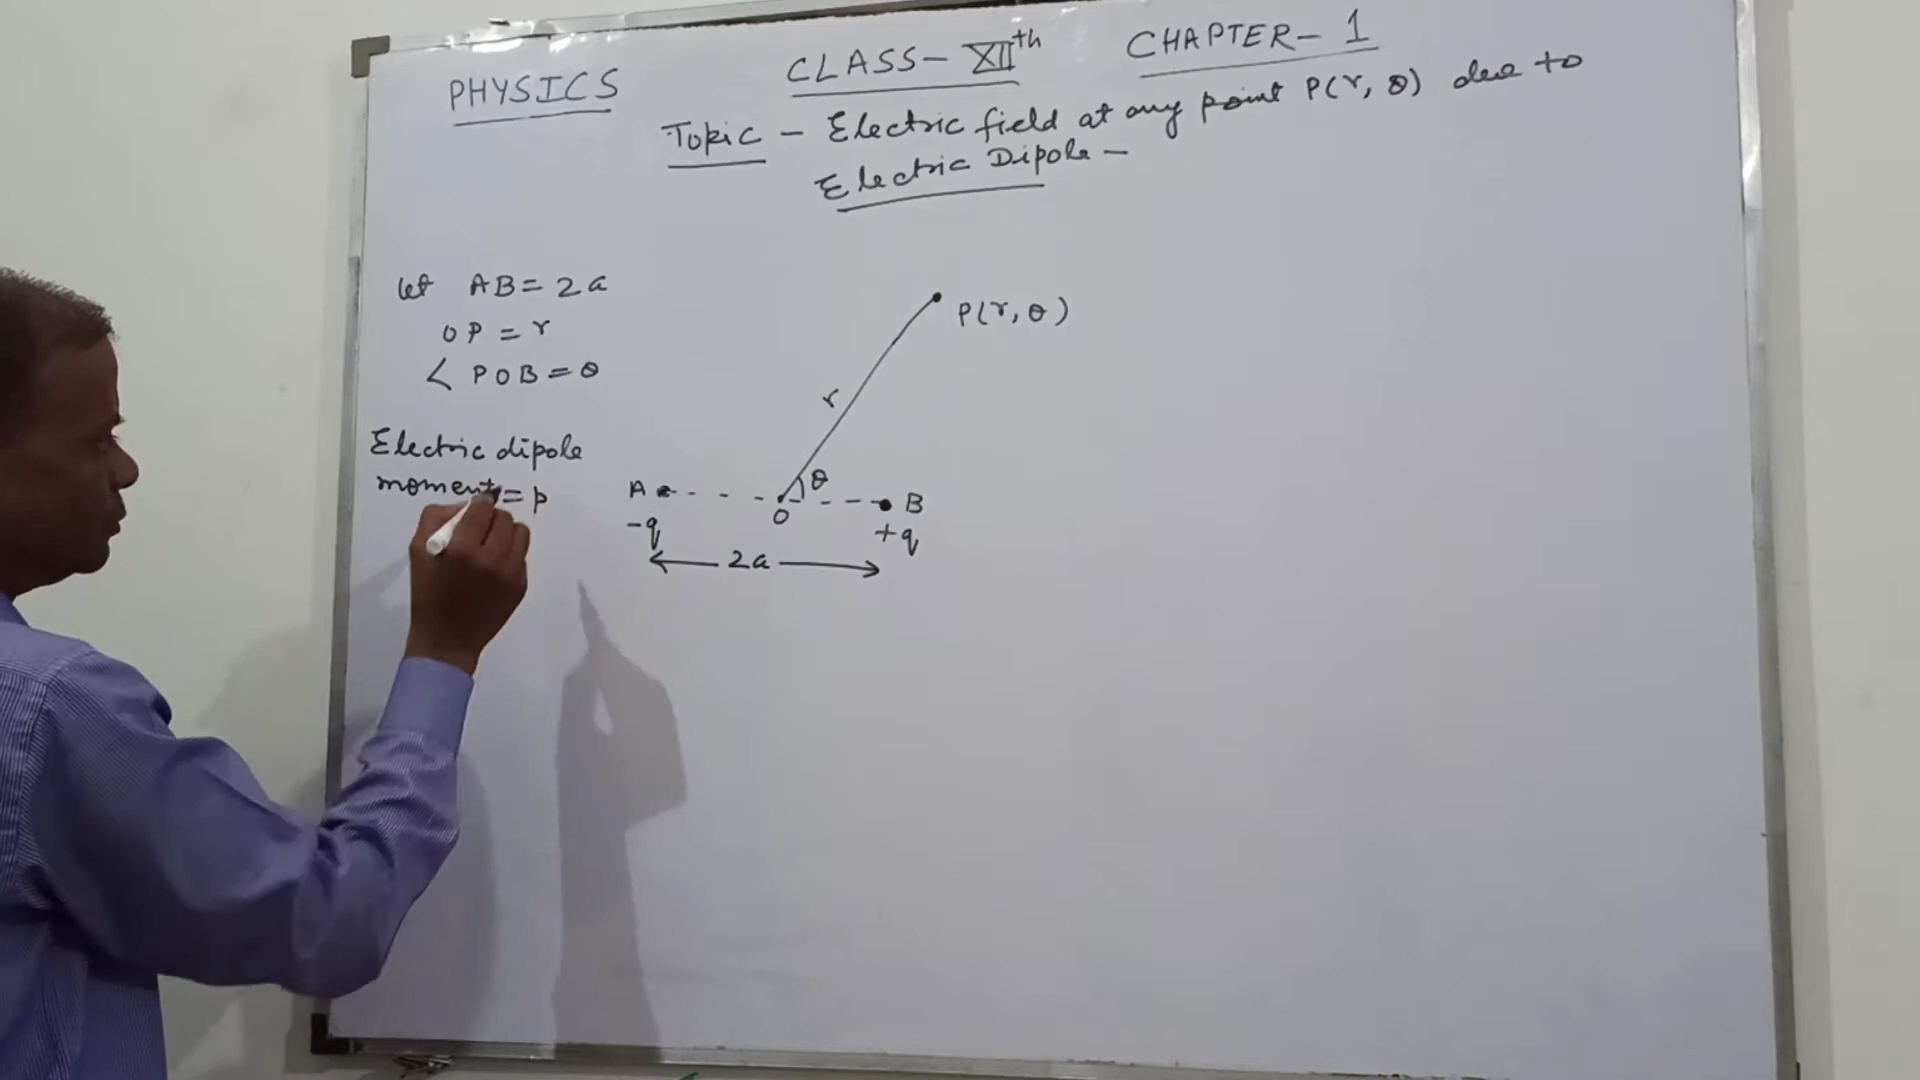 PHYSICS CLASS-XIIth CHAPTER-1
Topic - Electric field at any point P(r, θ) due to
Electric Dipole -
Let AB = 2a
OP = r
∠ POB = θ
Electric dipole
moment = p
P(r, θ)
r
θ
A O B
-q +q
2a